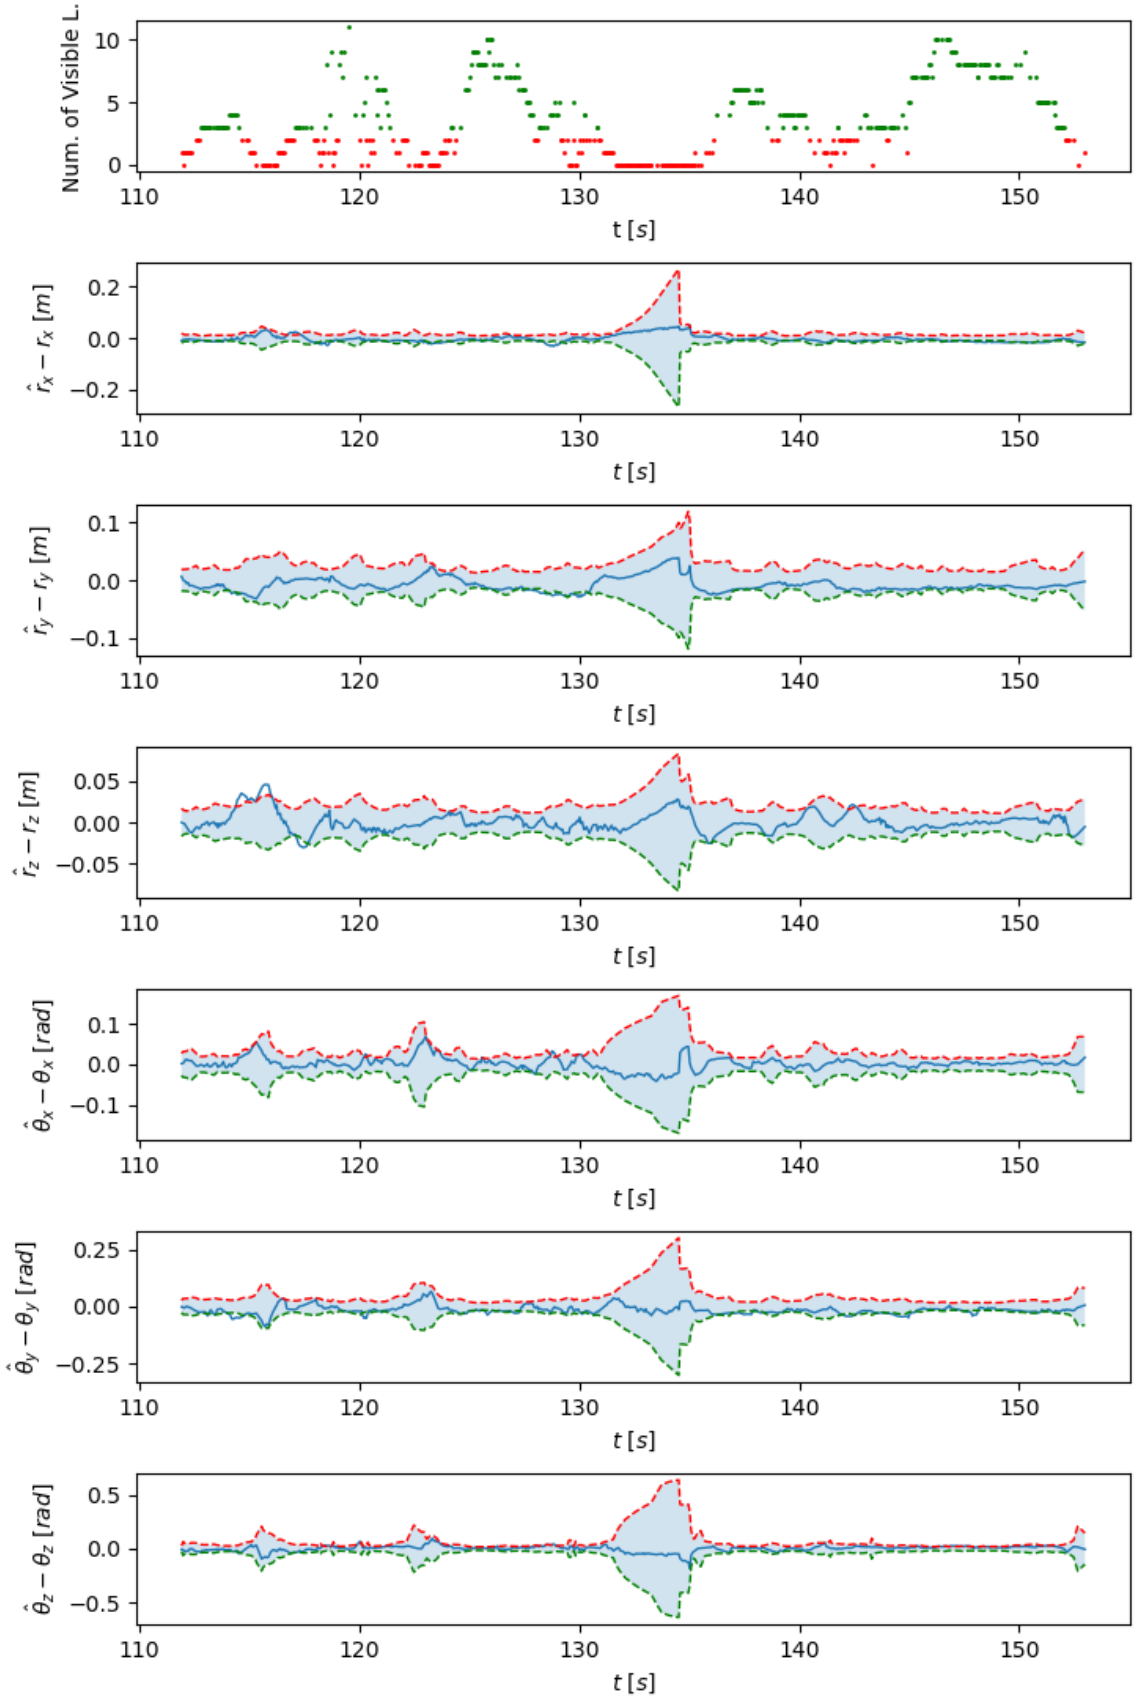 Num. of Visible L.
10
5
0
110 120 130 140 150
t [s]
r̂x − rx [m]
0.2
0.0
−0.2
110 120 130 140 150
t [s]
r̂y − ry [m]
0.1
0.0
−0.1
110 120 130 140 150
t [s]
r̂z − rz [m]
0.05
0.00
−0.05
110 120 130 140 150
t [s]
θ̂x − θx [rad]
0.1
0.0
−0.1
110 120 130 140 150
t [s]
θ̂y − θy [rad]
0.25
0.00
−0.25
110 120 130 140 150
t [s]
θ̂z − θz [rad]
0.5
0.0
−0.5
110 120 130 140 150
t [s]